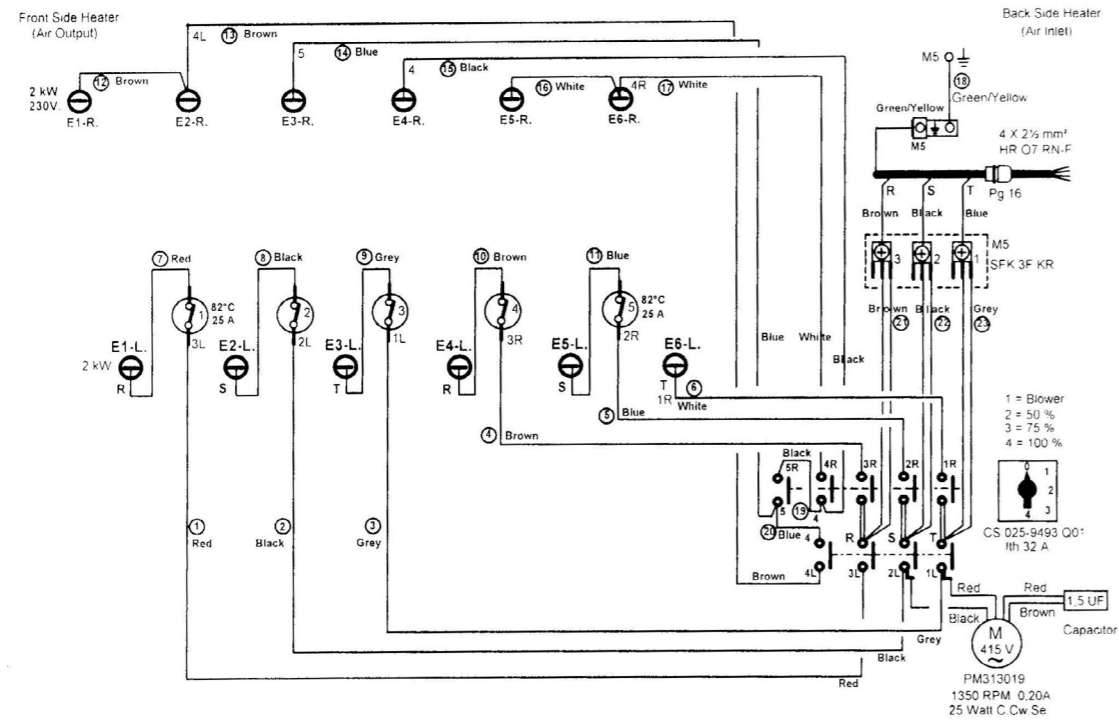 Front Side Heater
(Air Output)
Back Side Heater
(Air Inlet)
4L 13 Brown
5 14 Blue
4 15 Black
12 Brown
16 White
4R 17 White
2 kW
230V.
E1-R.
E2-R.
E3-R.
E4-R.
E5-R.
E6-R.
M5
18
Green/Yellow
Green/Yellow
M5
4 X 2½ mm²
HR O7 RN-F
Pg 16
R S T
Brown Black Blue
3 2 1
M5
SFK 3F KR
Brown Black Grey
21 22 23
7 Red
8 Black
9 Grey
10 Brown
11 Blue
1 82°C
25 A
2
3
4
5 82°C
25 A
3L
2L
1L
3R
2R
E1-L.
E2-L.
E3-L.
E4-L.
E5-L.
E6-L.
2 kW
R
S
T
R
S
T
1R
6
White
Blue
White
Black
5 Blue
4 Brown
1 = Blower
2 = 50 %
3 = 75 %
4 = 100 %
0
1
2
3
4
CS 025-9493 Q01
Ith 32 A
Black
5R 4R 3R 2R 1R
5 19 4
20 Blue
4 R S T
4L 3L 2L 1L
Brown
1
Red
2
Black
3
Grey
Red
Black
Red
Brown
1,5 UF
Capacitor
Grey
Black
Red
M
415 V
~
PM313019
1350 RPM 0,20A
25 Watt C.Cw Se